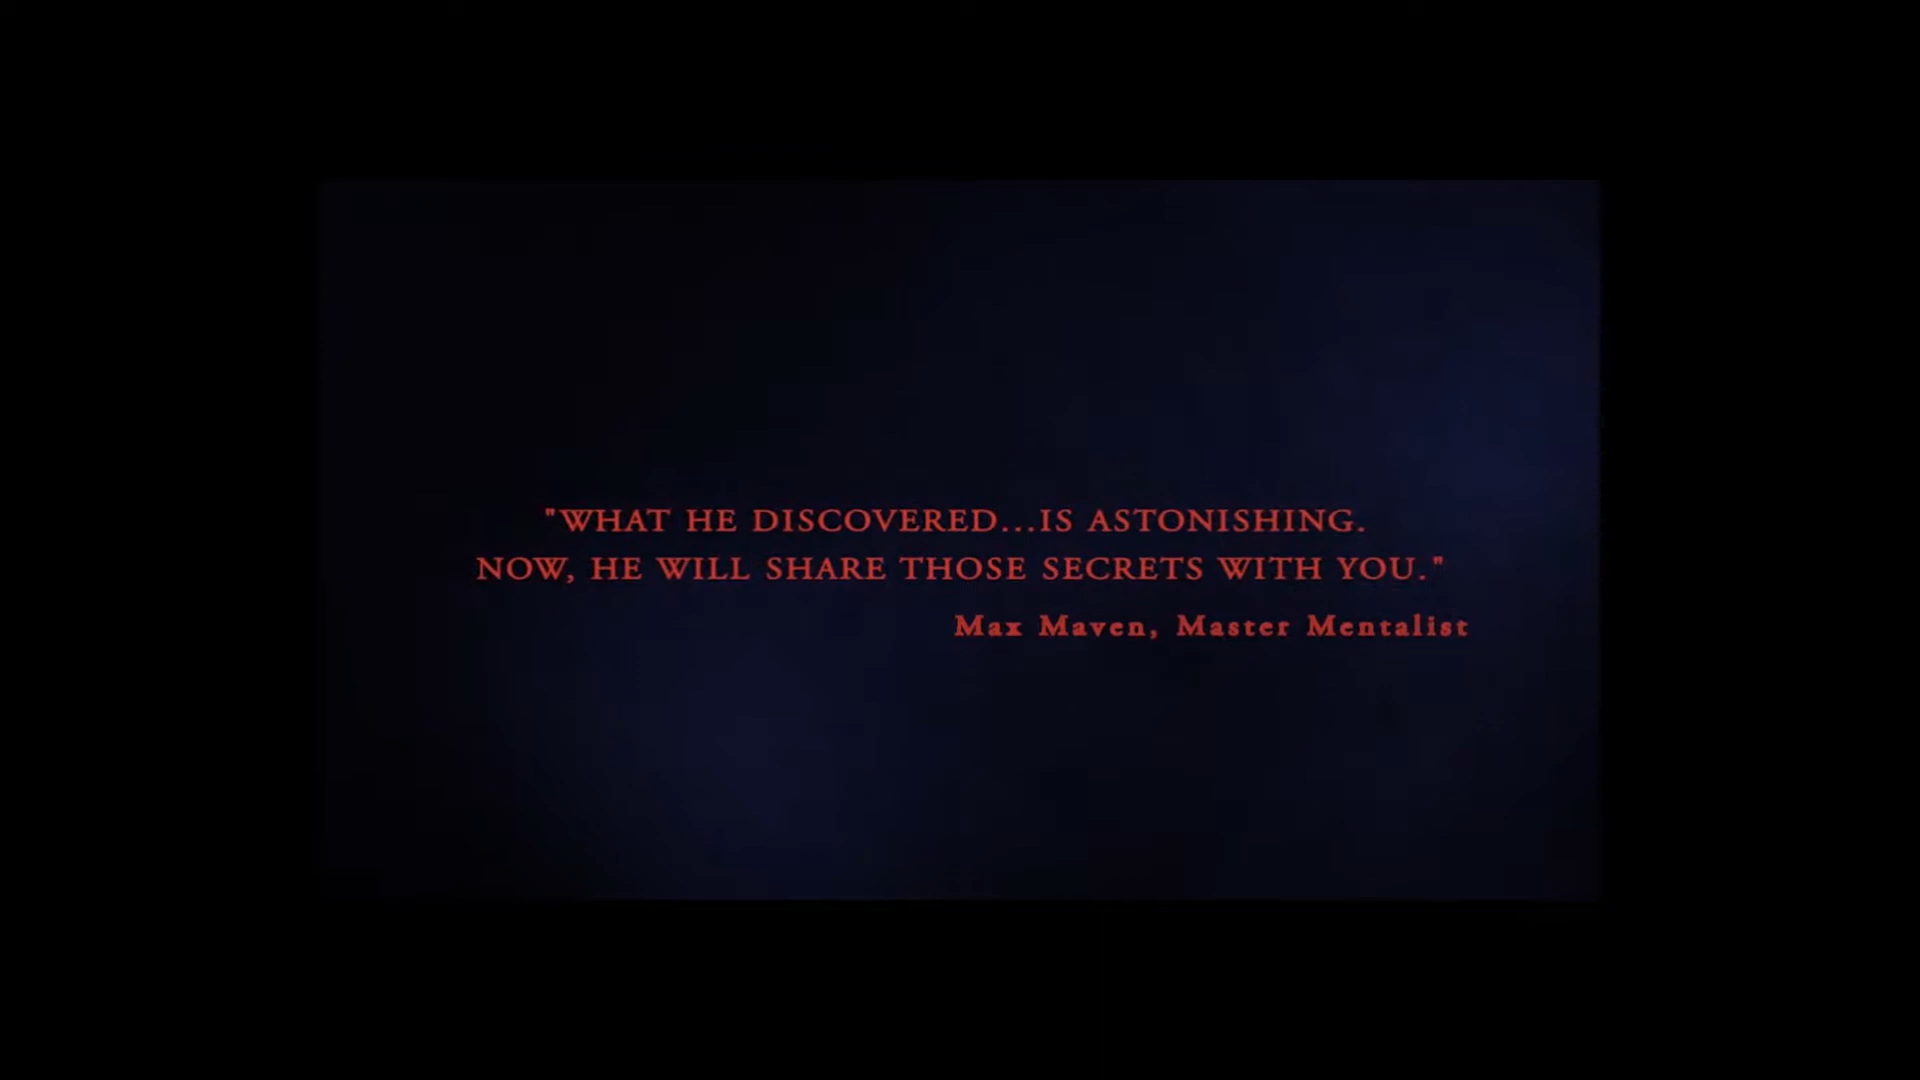 "WHAT HE DISCOVERED...IS ASTONISHING.
NOW, HE WILL SHARE THOSE SECRETS WITH YOU."
Max Maven, Master Mentalist